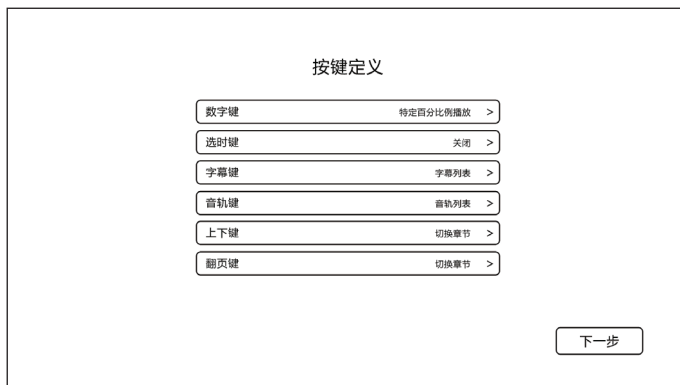 按键定义
数字键 特定百分比例播放 >
选时键 关闭 >
字幕键 字幕列表 >
音轨键 音轨列表 >
上下键 切换章节 >
翻页键 切换章节 >
下一步